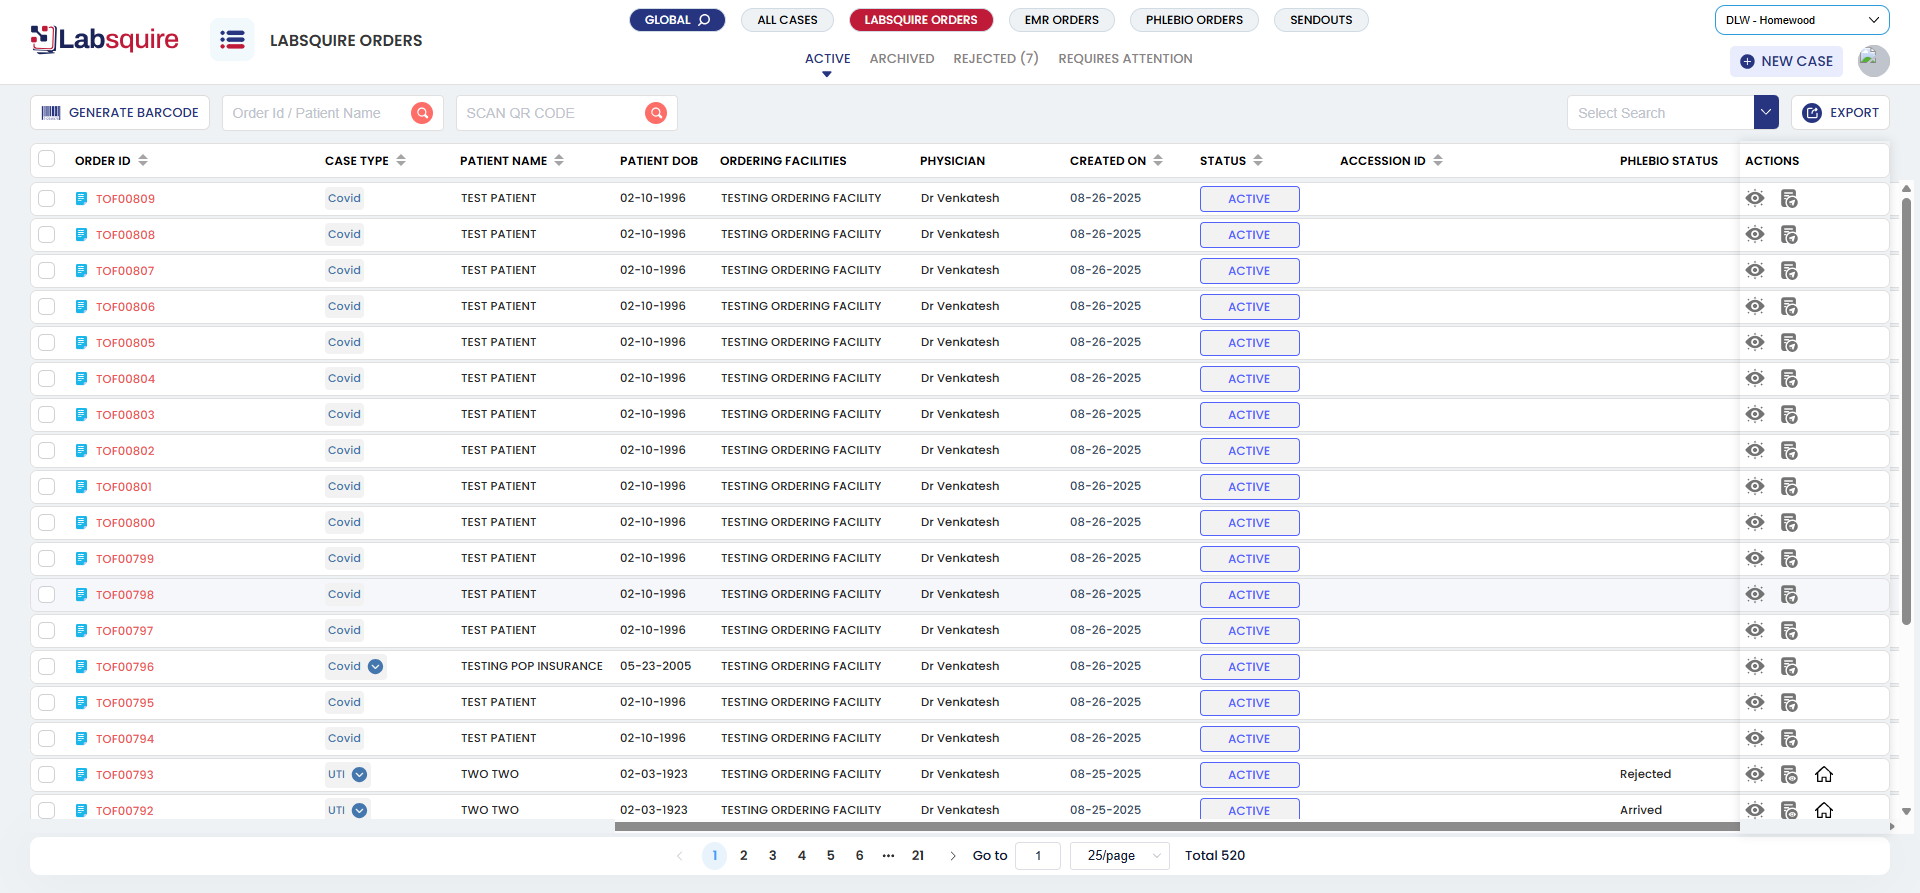 Labsquire
LABSQUIRE ORDERS
GLOBAL
ALL CASES
LABSQUIRE ORDERS
EMR ORDERS
PHLEBIO ORDERS
SENDOUTS
DLW - Homewood
ACTIVE
ARCHIVED
REJECTED (7)
REQUIRES ATTENTION
NEW CASE
GENERATE BARCODE
Order Id / Patient Name
SCAN QR CODE
Select Search
EXPORT
ORDER ID CASE TYPE PATIENT NAME PATIENT DOB ORDERING FACILITIES PHYSICIAN CREATED ON STATUS ACCESSION ID PHLEBIO STATUS ACTIONS
TOF00809 Covid TEST PATIENT 02-10-1996 TESTING ORDERING FACILITY Dr Venkatesh 08-26-2025 ACTIVE
TOF00808 Covid TEST PATIENT 02-10-1996 TESTING ORDERING FACILITY Dr Venkatesh 08-26-2025 ACTIVE
TOF00807 Covid TEST PATIENT 02-10-1996 TESTING ORDERING FACILITY Dr Venkatesh 08-26-2025 ACTIVE
TOF00806 Covid TEST PATIENT 02-10-1996 TESTING ORDERING FACILITY Dr Venkatesh 08-26-2025 ACTIVE
TOF00805 Covid TEST PATIENT 02-10-1996 TESTING ORDERING FACILITY Dr Venkatesh 08-26-2025 ACTIVE
TOF00804 Covid TEST PATIENT 02-10-1996 TESTING ORDERING FACILITY Dr Venkatesh 08-26-2025 ACTIVE
TOF00803 Covid TEST PATIENT 02-10-1996 TESTING ORDERING FACILITY Dr Venkatesh 08-26-2025 ACTIVE
TOF00802 Covid TEST PATIENT 02-10-1996 TESTING ORDERING FACILITY Dr Venkatesh 08-26-2025 ACTIVE
TOF00801 Covid TEST PATIENT 02-10-1996 TESTING ORDERING FACILITY Dr Venkatesh 08-26-2025 ACTIVE
TOF00800 Covid TEST PATIENT 02-10-1996 TESTING ORDERING FACILITY Dr Venkatesh 08-26-2025 ACTIVE
TOF00799 Covid TEST PATIENT 02-10-1996 TESTING ORDERING FACILITY Dr Venkatesh 08-26-2025 ACTIVE
TOF00798 Covid TEST PATIENT 02-10-1996 TESTING ORDERING FACILITY Dr Venkatesh 08-26-2025 ACTIVE
TOF00797 Covid TEST PATIENT 02-10-1996 TESTING ORDERING FACILITY Dr Venkatesh 08-26-2025 ACTIVE
TOF00796 Covid TESTING POP INSURANCE 05-23-2005 TESTING ORDERING FACILITY Dr Venkatesh 08-26-2025 ACTIVE
TOF00795 Covid TEST PATIENT 02-10-1996 TESTING ORDERING FACILITY Dr Venkatesh 08-26-2025 ACTIVE
TOF00794 Covid TEST PATIENT 02-10-1996 TESTING ORDERING FACILITY Dr Venkatesh 08-26-2025 ACTIVE
TOF00793 UTI TWO TWO 02-03-1923 TESTING ORDERING FACILITY Dr Venkatesh 08-25-2025 ACTIVE Rejected
TOF00792 UTI TWO TWO 02-03-1923 TESTING ORDERING FACILITY Dr Venkatesh 08-25-2025 ACTIVE Arrived
1 2 3 4 5 6 ••• 21 Go to 1 25/page Total 520